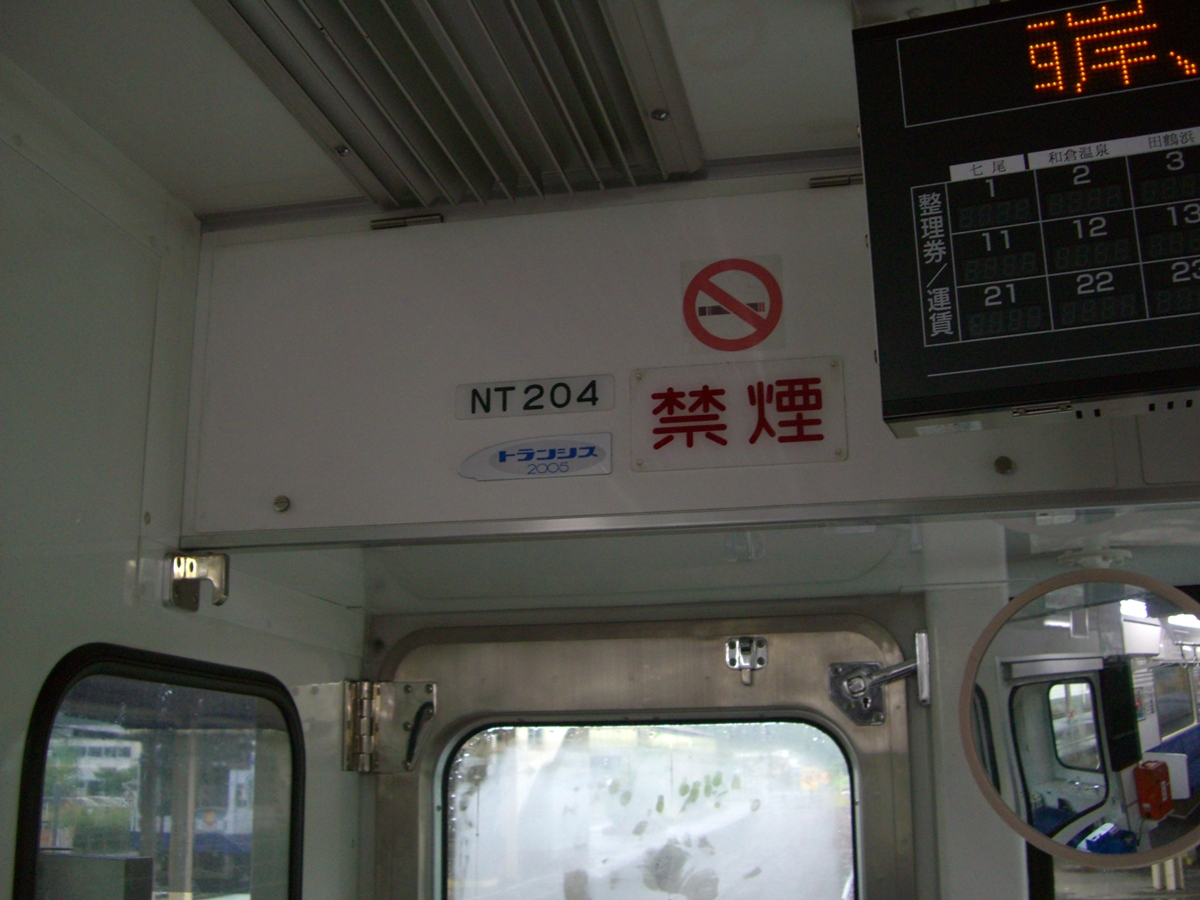 七尾
和倉温泉
田鶴浜
整理券／運賃
1 2 3
11 12 13
21 22 23
NT204
禁煙
トランシス
2005